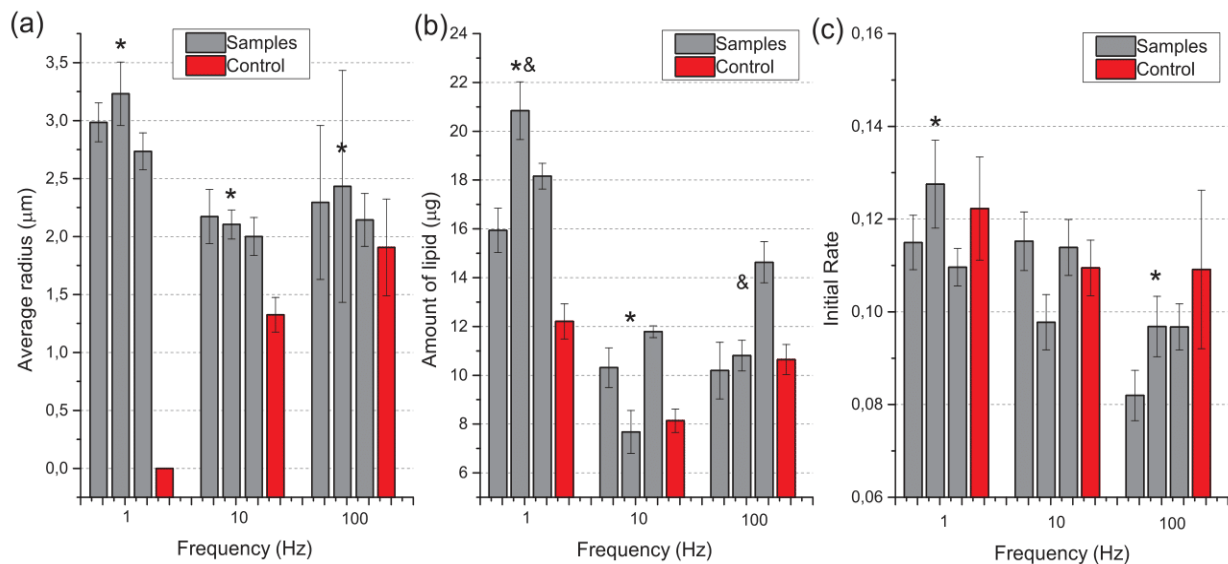 (a)
Samples
Control
*
*
*
3,5
3,0
2,5
2,0
1,5
1,0
0,5
0,0
Average radius (μm)
1
10
100
Frequency (Hz)
(b)
Samples
Control
*&
*
&
24
22
20
18
16
14
12
10
8
6
Amount of lipid (μg)
1
10
100
Frequency (Hz)
(c)
Samples
Control
*
*
0,16
0,14
0,12
0,10
0,08
0,06
Initial Rate
1
10
100
Frequency (Hz)